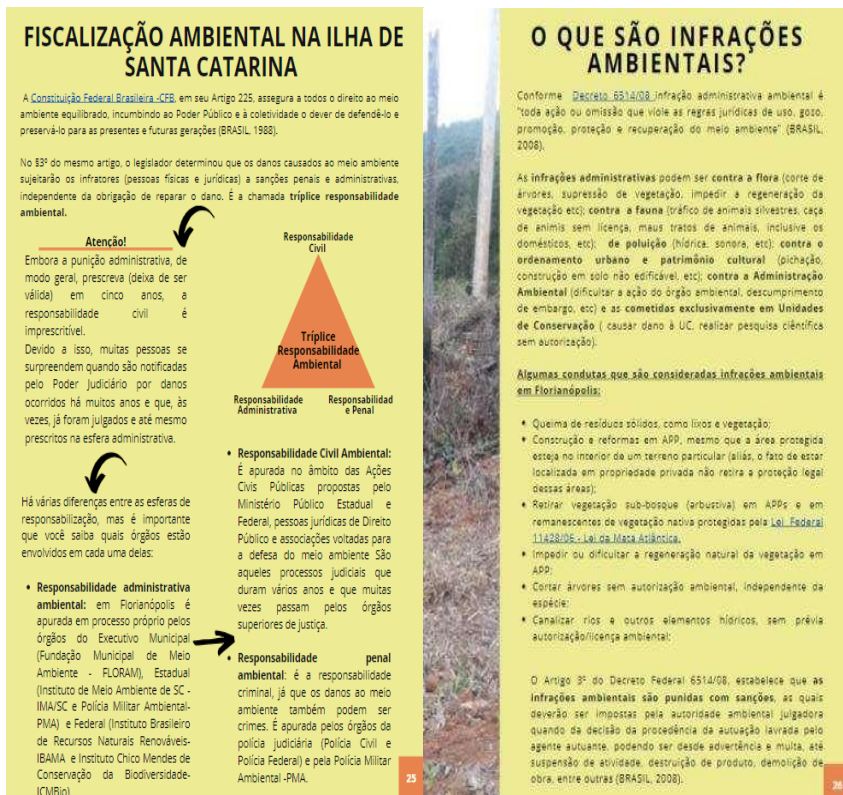 FISCALIZAÇÃO AMBIENTAL NA ILHA DE
SANTA CATARINA
A Constituição Federal Brasileira -CFB, em seu Artigo 225, assegura a todos o direito ao meio
ambiente equilibrado, incumbindo ao Poder Público e à coletividade o dever de defendê-lo e
preservá-lo para as presentes e futuras gerações (BRASIL, 1988).
No §3º do mesmo artigo, o legislador determinou que os danos causados ao meio ambiente
sujeitarão os infratores (pessoas físicas e jurídicas) a sanções penais e administrativas,
independente da obrigação de reparar o dano. É a chamada tríplice responsabilidade
ambiental.
Atenção!
Embora a punição administrativa, de
modo geral, prescreva (deixa de ser
válida) em cinco anos, a
responsabilidade civil é
imprescritível.
Devido a isso, muitas pessoas se
surpreendem quando são notificadas
pelo Poder Judiciário por danos
ocorridos há muitos anos e que, às
vezes, já foram julgados e até mesmo
prescritos na esfera administrativa.
Há várias diferenças entre as esferas de
responsabilização, mas é importante
que você saiba quais órgãos estão
envolvidos em cada uma delas:
• Responsabilidade administrativa
ambiental: em Florianópolis é
apurada em processo próprio pelos
órgãos do Executivo Municipal
(Fundação Municipal de Meio
Ambiente - FLORAM), Estadual
(Instituto de Meio Ambiente de SC -
IMA/SC e Polícia Militar Ambiental-
PMA) e Federal (Instituto Brasileiro
de Recursos Naturais Renováveis-
IBAMA e Instituto Chico Mendes de
Conservação da Biodiversidade-
ICMBio)
Responsabilidade
Civil
Tríplice
Responsabilidade
Ambiental
Responsabilidade
Administrativa
Responsabilidad
e Penal
• Responsabilidade Civil Ambiental:
É apurada no âmbito das Ações
Civis Públicas propostas pelo
Ministério Público Estadual e
Federal, pessoas jurídicas de Direito
Público e associações voltadas para
a defesa do meio ambiente São
aqueles processos judiciais que
duram vários anos e que muitas
vezes passam pelos órgãos
superiores de justiça.
• Responsabilidade penal
ambiental: é a responsabilidade
criminal, já que os danos ao meio
ambiente também podem ser
crimes. É apurada pelos órgãos da
polícia judiciária (Polícia Civil e
Polícia Federal) e pela Polícia Militar
Ambiental -PMA.
25
O QUE SÃO INFRAÇÕES
AMBIENTAIS?
Conforme Decreto 6514/08 infração administrativa ambiental é
"toda ação ou omissão que viole as regras jurídicas de uso, gozo,
promoção, proteção e recuperação do meio ambiente" (BRASIL,
2008).
As infrações administrativas podem ser contra a flora (corte de
árvores, supressão de vegetação, impedir a regeneração da
vegetação etc); contra a fauna (tráfico de animais silvestres, caça
de animis sem licença, maus tratos de animais, inclusive os
domésticos, etc); de poluição (hídrica, sonora, etc); contra o
ordenamento urbano e patrimônio cultural (pichação,
construção em solo não edificável, etc); contra a Administração
Ambiental (dificultar a ação do órgão ambiental, descumprimento
de embargo, etc) e as cometidas exclusivamente em Unidades
de Conservação ( causar dano à UC, realizar pesquisa ciêntífica
sem autorização).
Algumas condutas que são consideradas infrações ambientais
em Florianópolis:
• Queima de resíduos sólidos, como lixos e vegetação;
• Construção e reformas em APP, mesmo que a área protegida
esteja no interior de um terreno particular (aliás, o fato de estar
localizada em propriedade privada não retira a proteção legal
dessas áreas);
• Retirar vegetação sub-bosque (arbustiva) em APPs e em
remanescentes de vegetação nativa protegidas pela Lei Federal
11428/06 - Lei da Mata Atlântica.
• Impedir ou dificultar a regeneração natural da vegetação em
APP;
• Cortar árvores sem autorização ambiental, independente da
espécie;
• Canalizar rios e outros elementos hídricos, sem prévia
autorização/licença ambiental;
O Artigo 3º do Decreto Federal 6514/08, estabelece que as
infrações ambientais são punidas com sanções, as quais
deverão ser impostas pela autoridade ambiental julgadora
quando da decisão da procedência da autuação lavrada pelo
agente autuante, podendo ser desde advertência e multa, até
suspensão de atividade, destruição de produto, demolição de
obra, entre outras (BRASIL, 2008).
26